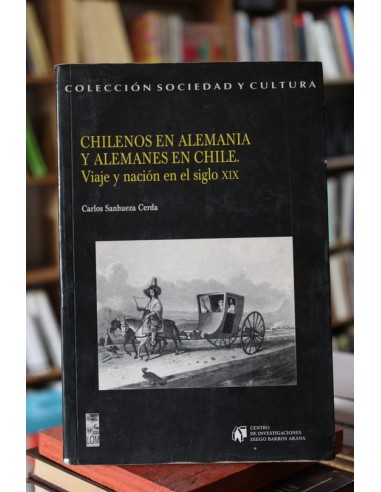 COLECCIÓN SOCIEDAD Y CULTURA
CHILENOS EN ALEMANIA
Y ALEMANES EN CHILE.
Viaje y nación en el siglo XIX
Carlos Sanhueza Cerda
LOM
CENTRO
DE INVESTIGACIONES
DIEGO BARROS ARANA